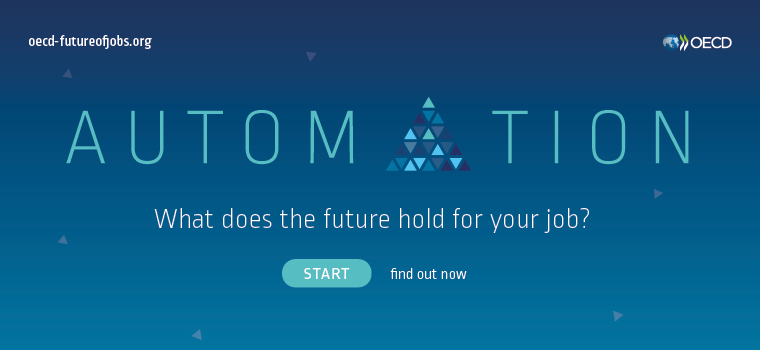 oecd-futureofjobs.org
OECD
AUTOMATION
What does the future hold for your job?
START
find out now